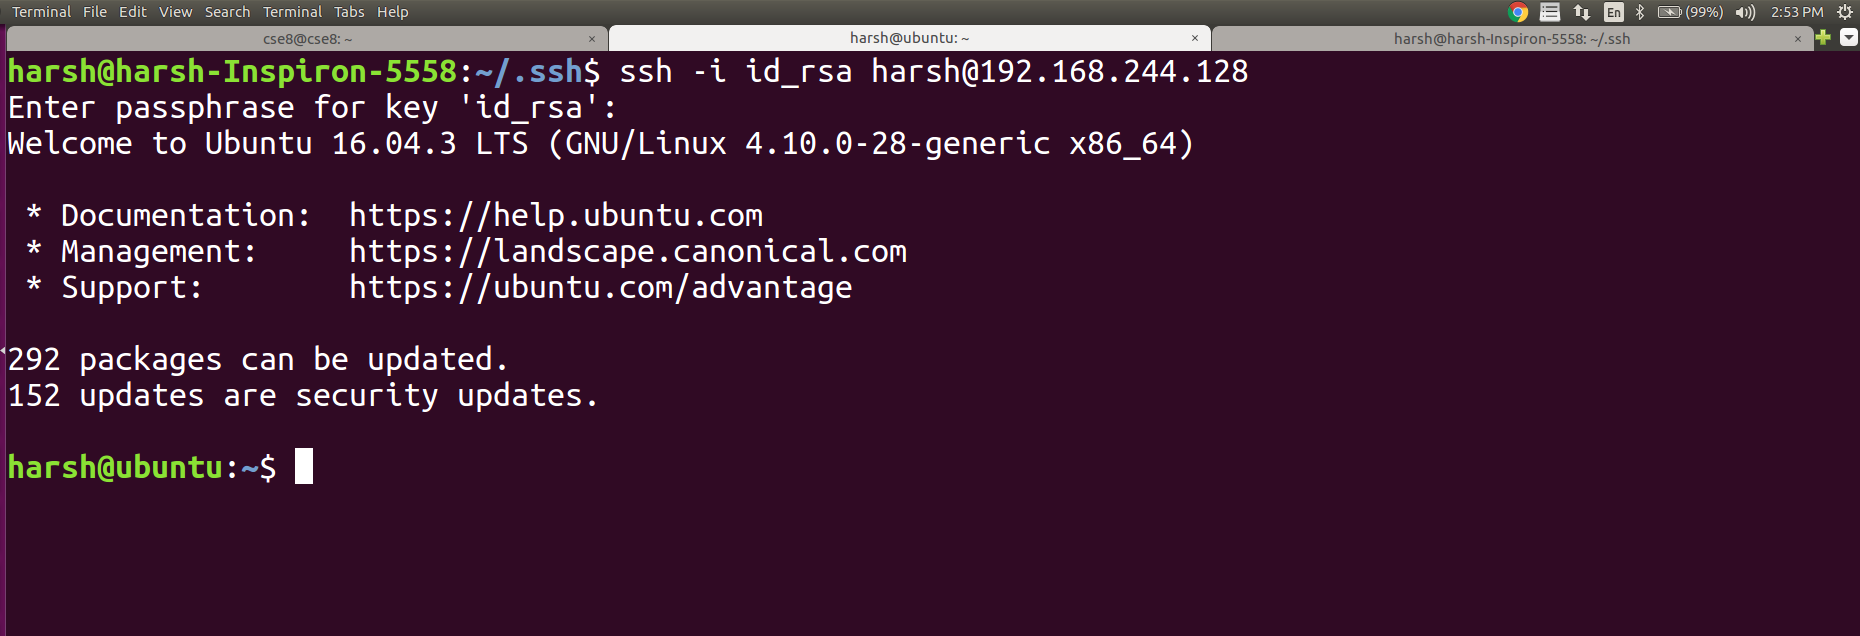 Terminal File Edit View Search Terminal Tabs Help En (99%) 2:53 PM
cse8@cse8: ~ × harsh@ubuntu: ~ × harsh@harsh-Inspiron-5558: ~/.ssh ×
harsh@harsh-Inspiron-5558:~/.ssh$ ssh -i id_rsa harsh@192.168.244.128
Enter passphrase for key 'id_rsa':
Welcome to Ubuntu 16.04.3 LTS (GNU/Linux 4.10.0-28-generic x86_64)
* Documentation:  https://help.ubuntu.com
* Management:     https://landscape.canonical.com
* Support:        https://ubuntu.com/advantage
292 packages can be updated.
152 updates are security updates.
harsh@ubuntu:~$